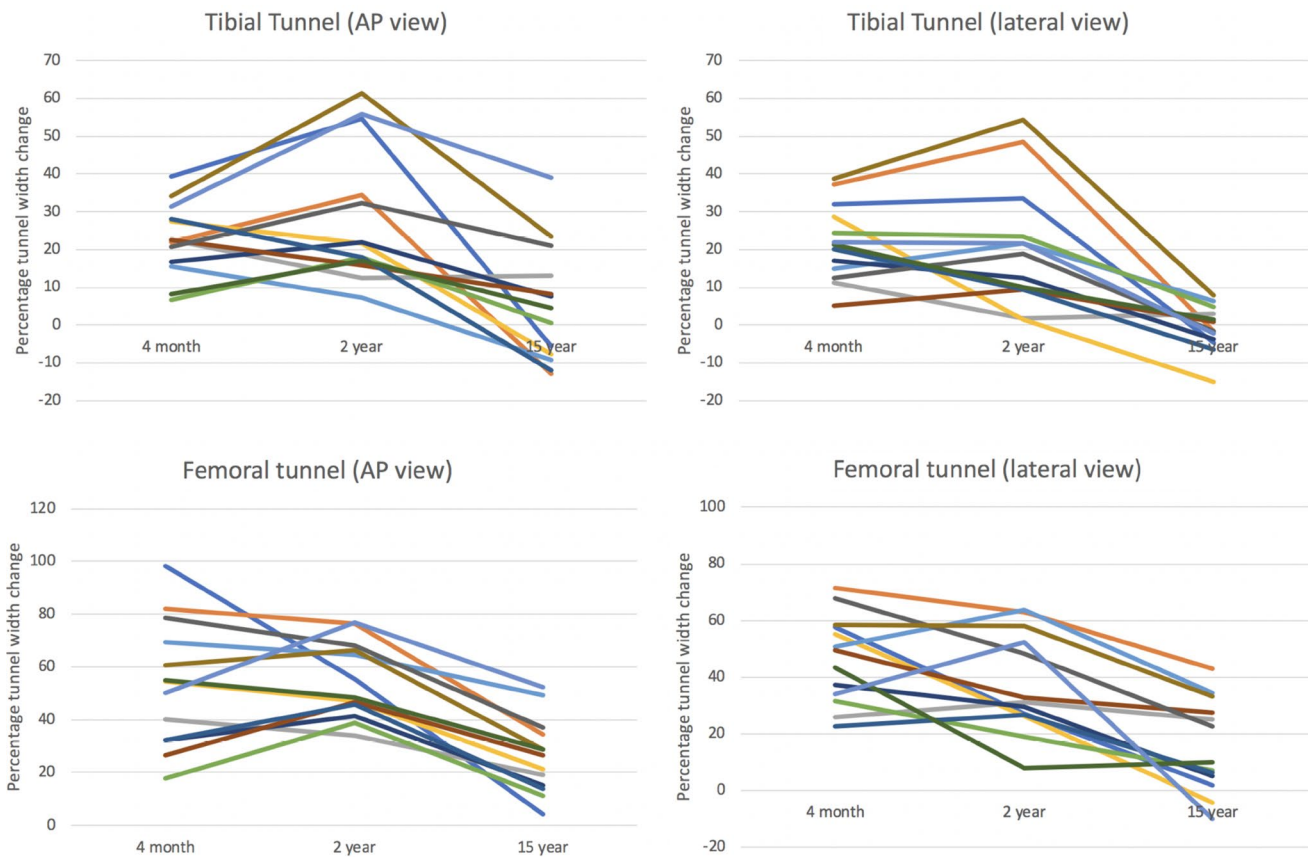 Tibial Tunnel (AP view)
Percentage tunnel width change
70
60
50
40
30
20
10
0
-10
-20
4 month
2 year
15 year
Tibial Tunnel (lateral view)
Percentage tunnel width change
70
60
50
40
30
20
10
0
-10
-20
4 month
2 year
15 year
Femoral tunnel (AP view)
Percentage tunnel width change
120
100
80
60
40
20
0
4 month
2 year
15 year
Femoral tunnel (lateral view)
Percentage tunnel width change
100
80
60
40
20
0
-20
4 month
2 year
15 year